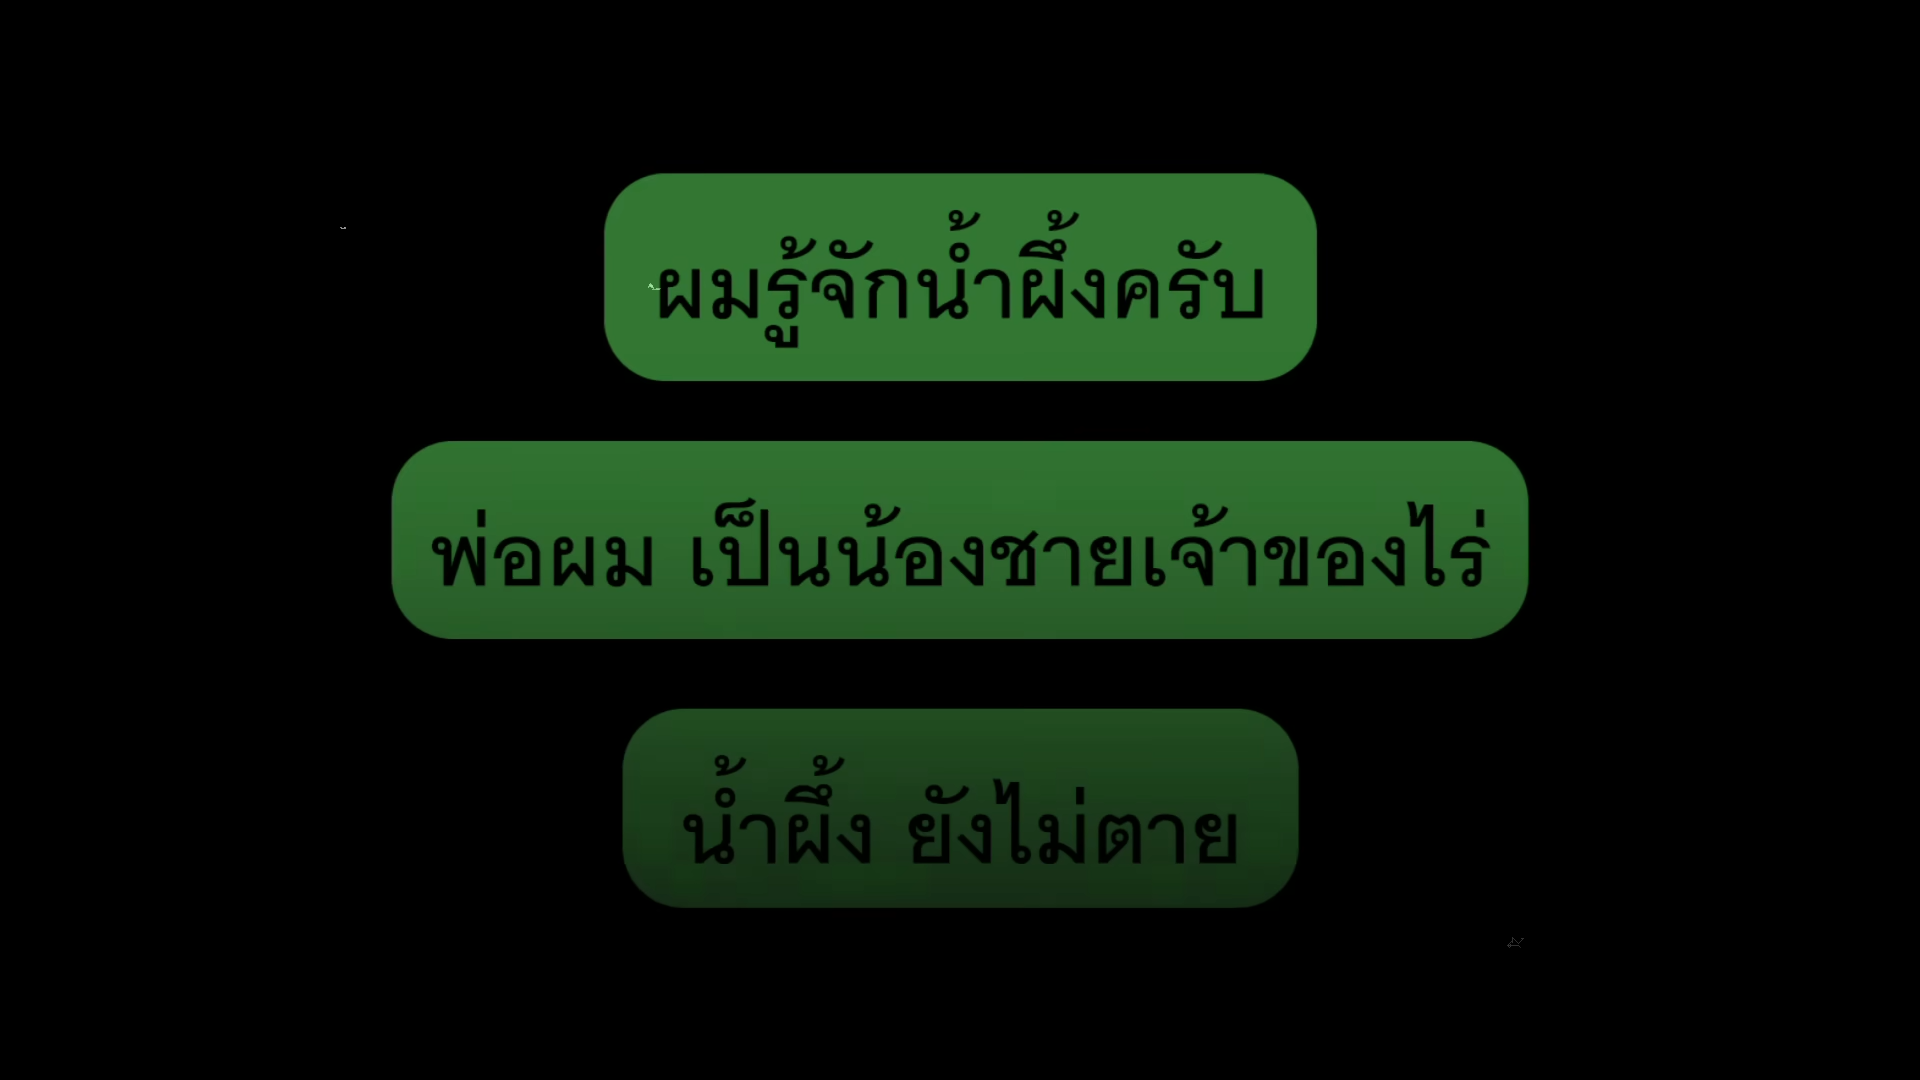 ผมรู้จักน้ำผึ้งครับ
พ่อผม เป็นน้องชายเจ้าของไร่
น้ำผึ้ง ยังไม่ตาย